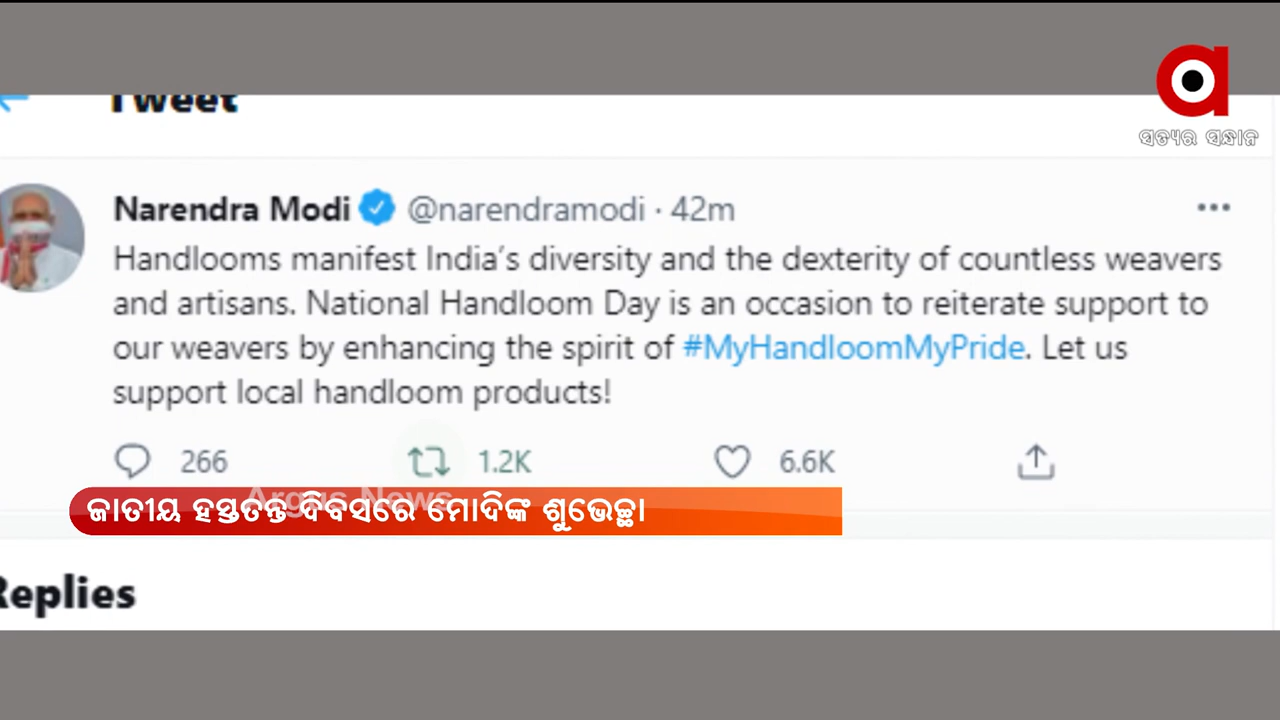 Tweet
ସତ୍ୟର ସନ୍ଧାନ
Narendra Modi @narendramodi · 42m
Handlooms manifest India's diversity and the dexterity of countless weavers
and artisans. National Handloom Day is an occasion to reiterate support to
our weavers by enhancing the spirit of #MyHandloomMyPride. Let us
support local handloom products!
266 1.2K 6.6K
Argus News
ଜାତୀୟ ହସ୍ତତନ୍ତ ଦିବସରେ ମୋଦିଙ୍କ ଶୁଭେଚ୍ଛା
Replies